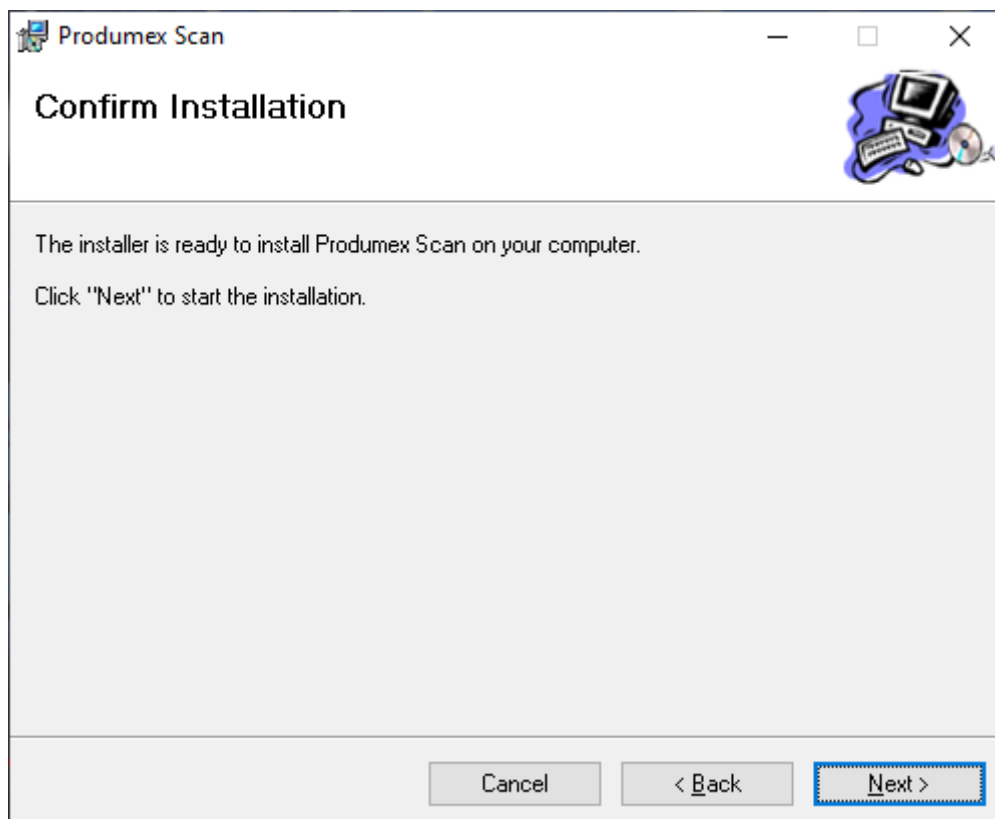 Produmex Scan
Confirm Installation
The installer is ready to install Produmex Scan on your computer.
Click "Next" to start the installation.
Cancel
< Back
Next >